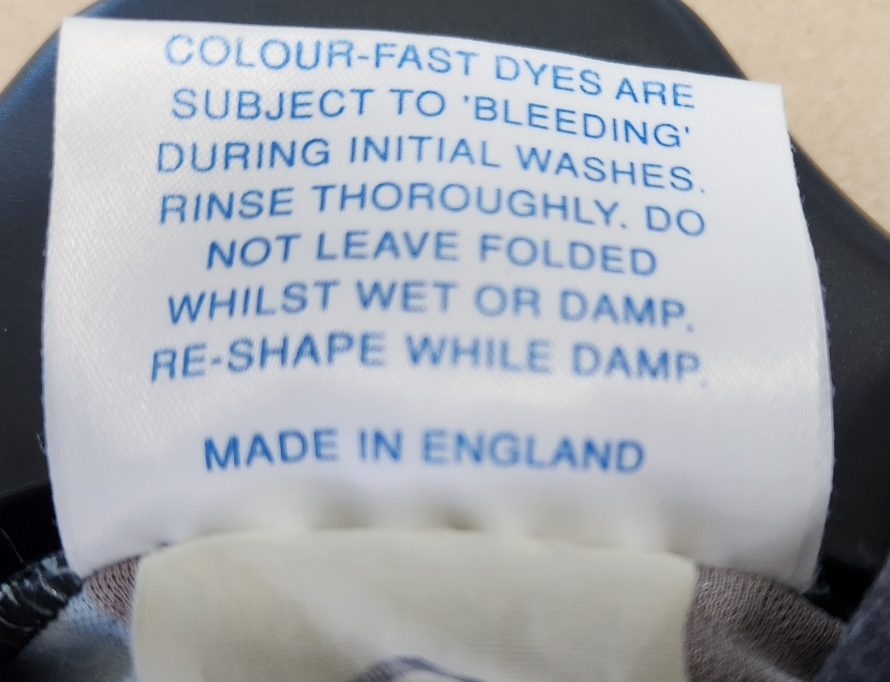 COLOUR-FAST DYES ARE
SUBJECT TO 'BLEEDING'
DURING INITIAL WASHES.
RINSE THOROUGHLY. DO
NOT LEAVE FOLDED
WHILST WET OR DAMP.
RE-SHAPE WHILE DAMP.
MADE IN ENGLAND